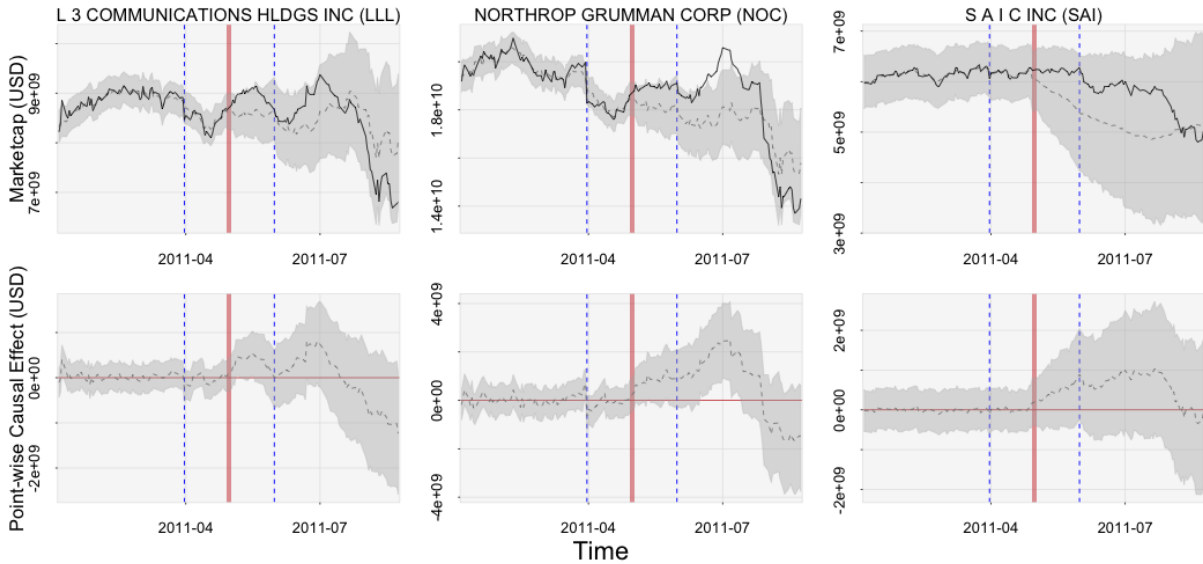 L 3 COMMUNICATIONS HLDGS INC (LLL)
NORTHROP GRUMMAN CORP (NOC)
S A I C INC (SAI)
Marketcap (USD)
9e+09
7e+09
2011-04
2011-07
1.8e+10
1.4e+10
2011-04
2011-07
7e+09
5e+09
3e+09
2011-04
2011-07
Point-wise Causal Effect (USD)
0e+00
-2e+09
2011-04
2011-07
4e+09
0e+00
-4e+09
2011-04
2011-07
2e+09
0e+00
-2e+09
2011-04
2011-07
Time